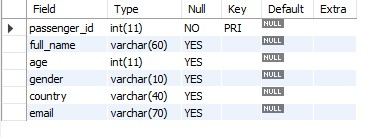 Field Type Null Key Default Extra
passenger_id int(11) NO PRI NULL
full_name varchar(60) YES NULL
age int(11) YES NULL
gender varchar(10) YES NULL
country varchar(40) YES NULL
email varchar(70) YES NULL